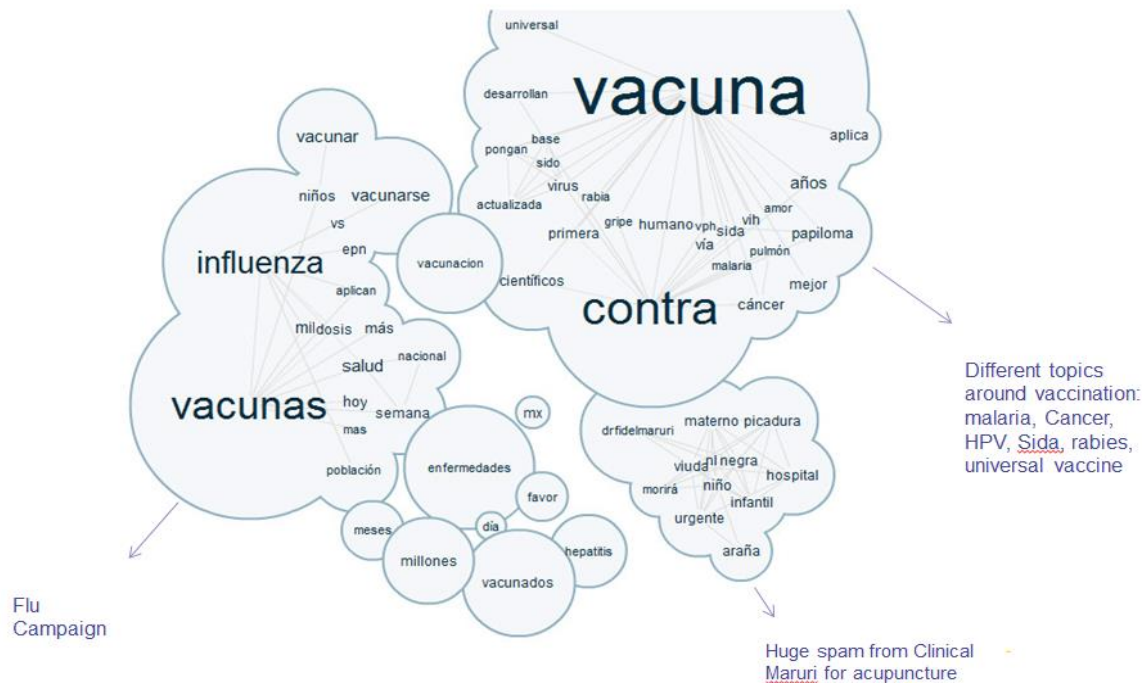 universal
vacuna
desarrollan
vacunar
aplica
base
pongan
sido
niños
vacunarse
virus
rabia
años
actualizada
amor
vs
gripe
humano
vph
sida
vih
primera
vía
papiloma
epn
pulmón
influenza
vacunacion
malaria
científicos
mejor
aplican
contra
cáncer
mil
dosis
más
salud
nacional
vacunas
hoy
semana
mas
mx
materno
picadura
drfidelmaruri
población
enfermedades
viuda
nl
negra
hospital
morirá
niño
infantil
favor
urgente
meses
día
millones
hepatitis
araña
vacunados
Different topics
around vaccination:
malaria, Cancer,
HPV, Sida, rabies,
universal vaccine
Flu
Campaign
Huge spam from Clinical
Maruri for acupuncture